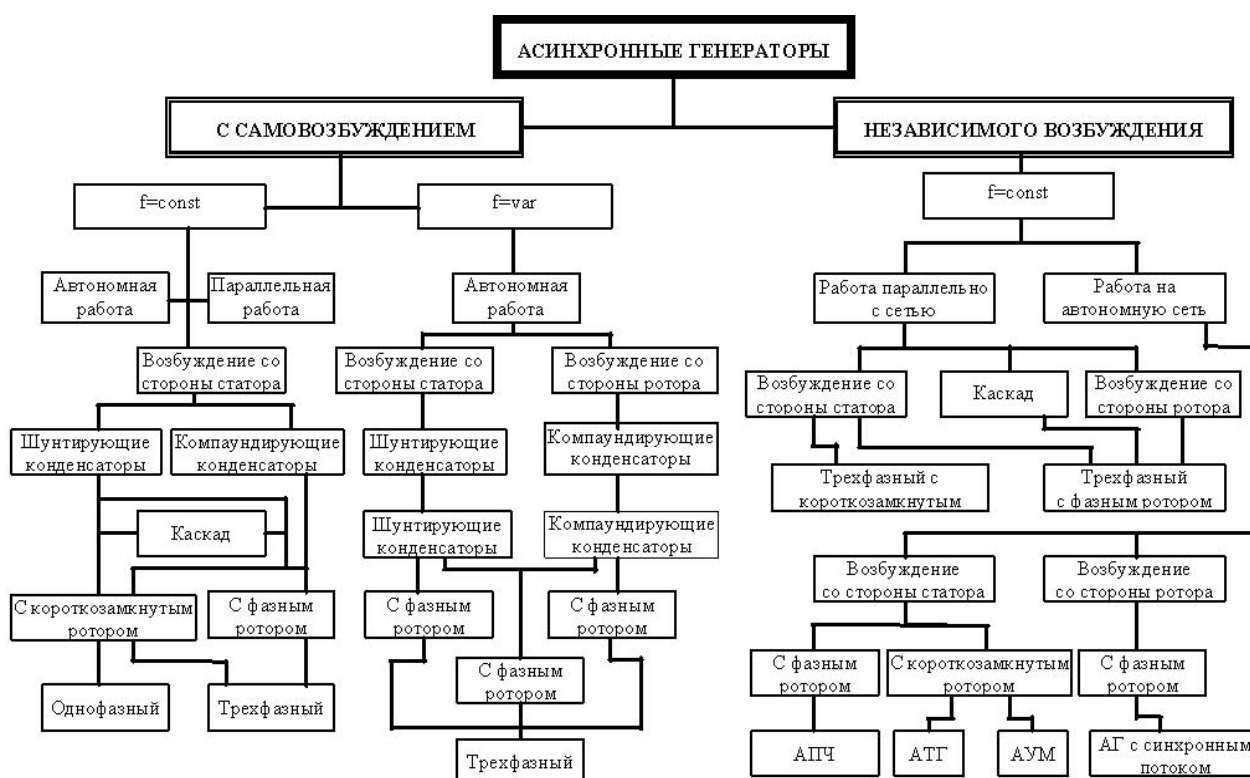 АСИНХРОННЫЕ ГЕНЕРАТОРЫ
С САМОВОЗБУЖДЕНИЕМ
НЕЗАВИСИМОГО ВОЗБУЖДЕНИЯ
f=const
f=var
f=const
Автономная
работа
Параллельная
работа
Автономная
работа
Работа параллельно
с сетью
Работа на
автономную сеть
Возбуждение со
стороны статора
Возбуждение со
стороны статора
Возбуждение со
стороны ротора
Возбуждение со
стороны статора
Каскад
Возбуждение со
стороны ротора
Шунтирующие
конденсаторы
Компаундирующие
конденсаторы
Шунтирующие
конденсаторы
Компаундирующие
конденсаторы
Трехфазный с
короткозамкнутым
Трехфазный
с фазным ротором
Каскад
Шунтирующие
конденсаторы
Компаундирующие
конденсаторы
Возбуждение
со стороны статора
Возбуждение
со стороны ротора
С короткозамкнутым
ротором
С фазным
ротором
С фазным
ротором
С фазным
ротором
С фазным
ротором
С фазным
ротором
С короткозамкнутым
ротором
С фазным
ротором
Однофазный
Трехфазный
Трехфазный
АПЧ
АТГ
АУМ
АГ с синхронным
потоком